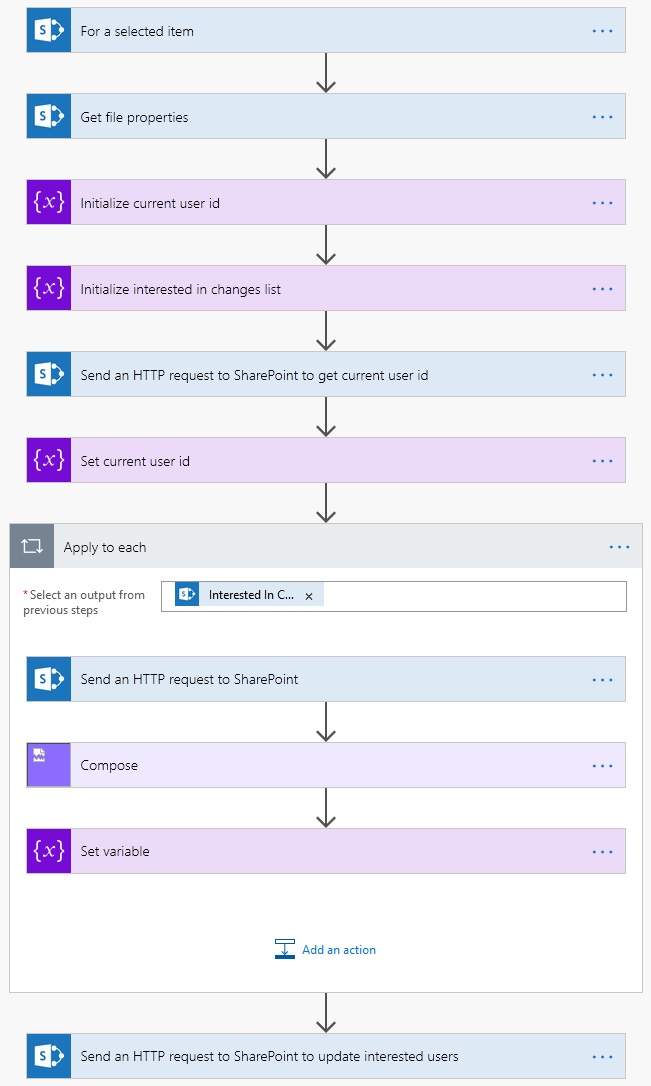 For a selected item
Get file properties
{x} Initialize current user id
{x} Initialize interested in changes list
Send an HTTP request to SharePoint to get current user id
{x} Set current user id
Apply to each
*Select an output from
previous steps
Interested In C... x
Send an HTTP request to SharePoint
Compose
{x} Set variable
Add an action
Send an HTTP request to SharePoint to update interested users